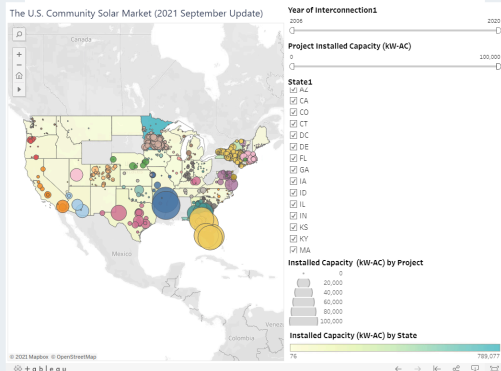 The U.S. Community Solar Market (2021 September Update)
Canada
Mexico
Colombia
© 2021 Mapbox © OpenStreetMap
Year of Interconnection1
2006
2020
Project Installed Capacity (kW-AC)
0
100,000
State1
AZ
CA
CO
CT
DC
DE
FL
GA
IA
ID
IL
IN
KS
KY
MA
Installed Capacity (kW-AC) by Project
0
20,000
40,000
60,000
80,000
100,000
Installed Capacity (kW-AC) by State
76
789,077
+ a b l e a u